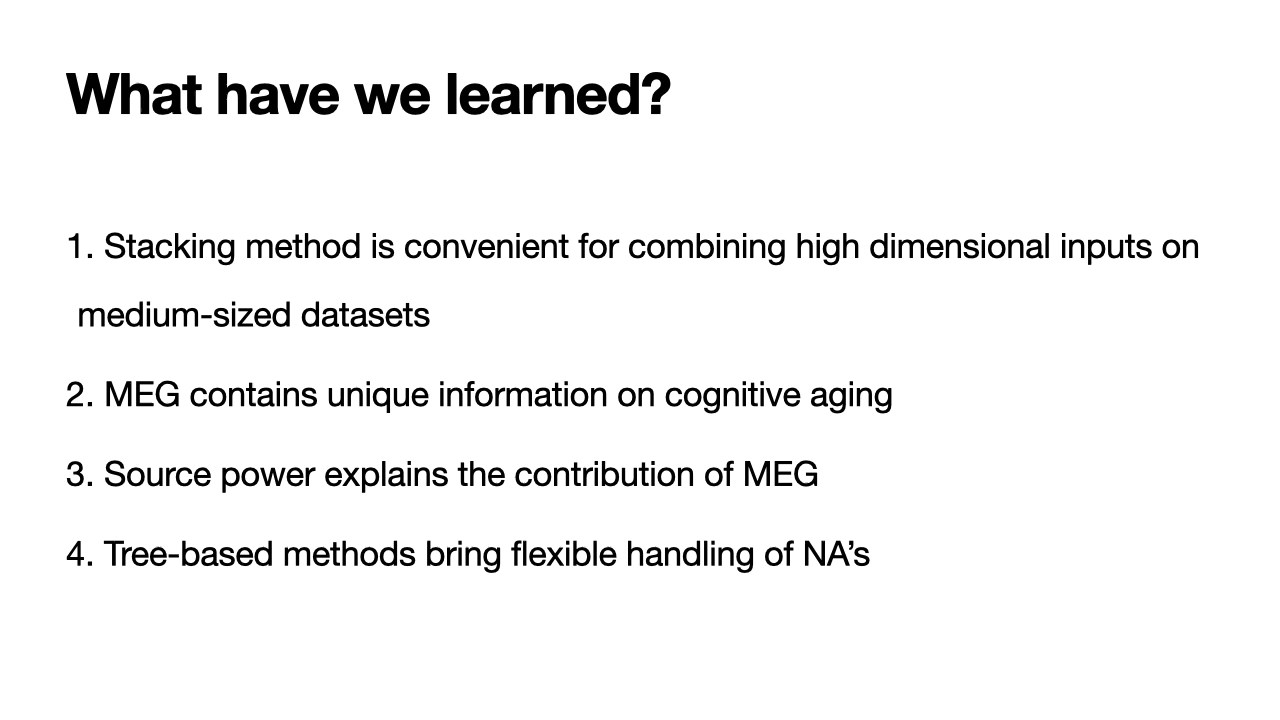 What have we learned?
1. Stacking method is convenient for combining high dimensional inputs on
medium-sized datasets
2. MEG contains unique information on cognitive aging
3. Source power explains the contribution of MEG
4. Tree-based methods bring flexible handling of NA’s